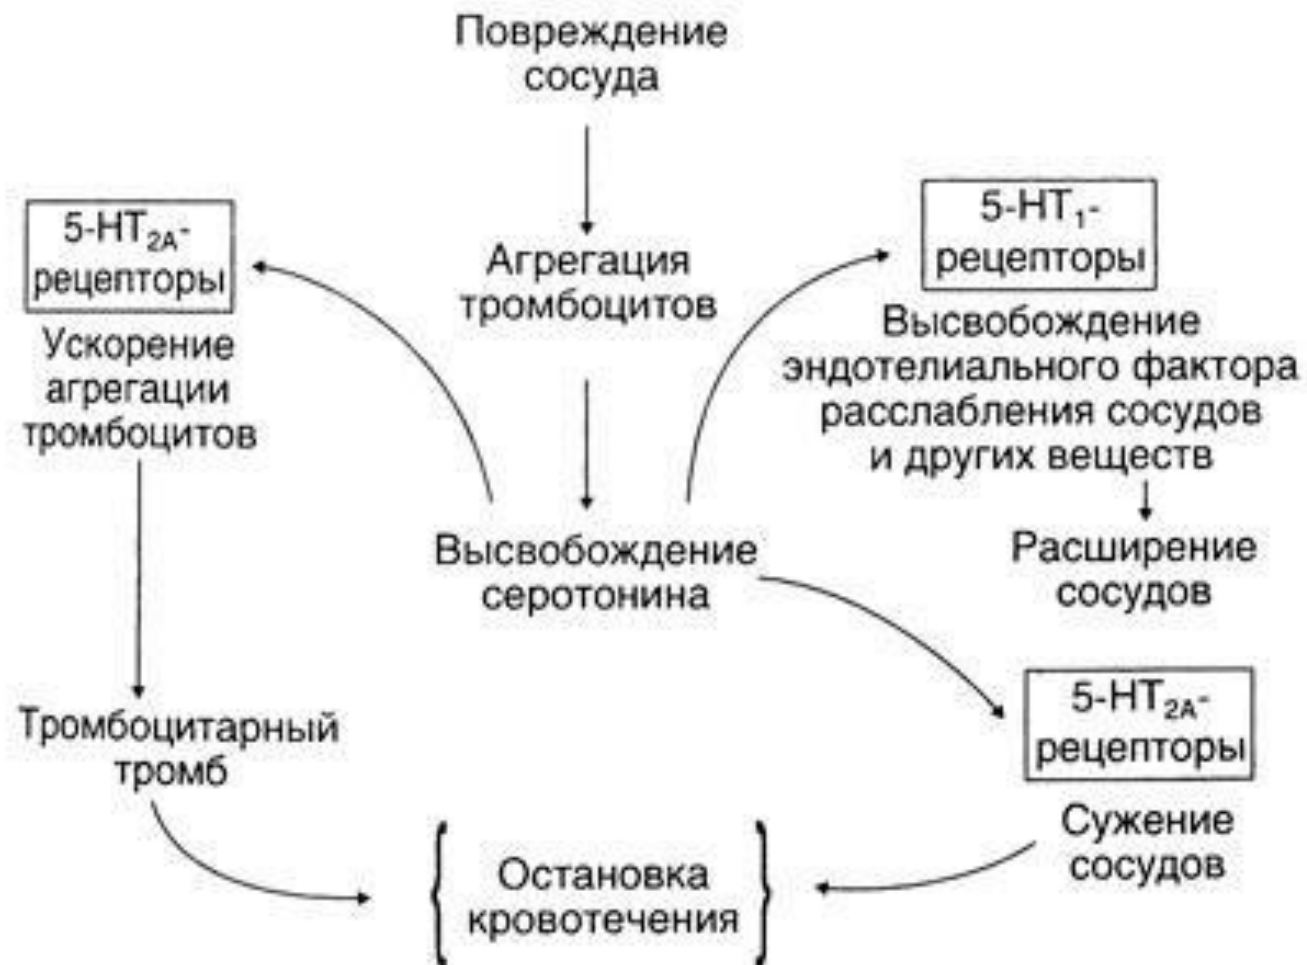 Повреждение
сосуда
5-HT₂ₐ-
рецепторы
Ускорение
агрегации
тромбоцитов
Агрегация
тромбоцитов
5-HT₁-
рецепторы
Высвобождение
эндотелиального фактора
расслабления сосудов
и других веществ
Высвобождение
серотонина
Расширение
сосудов
Тромбоцитарный
тромб
5-HT₂ₐ-
рецепторы
Сужение
сосудов
Остановка
кровотечения